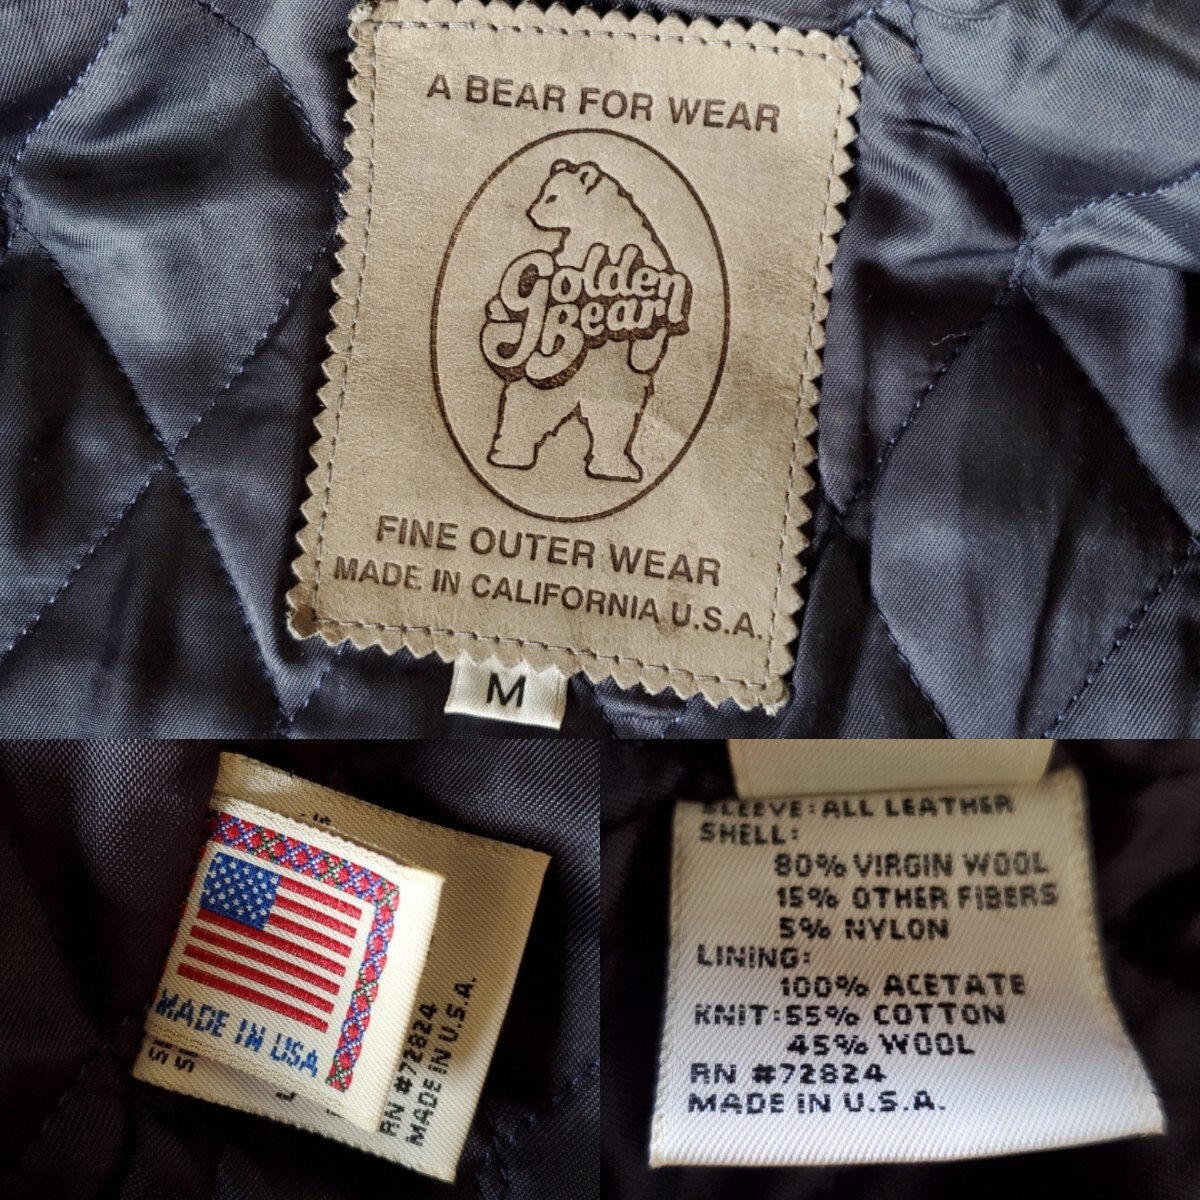 A BEAR FOR WEAR
Golden
Bear
FINE OUTER WEAR
MADE IN CALIFORNIA U.S.A.
M
MADE IN USA
RN #72824
MADE IN U.S.A.
SLEEVE: ALL LEATHER
SHELL:
80% VIRGIN WOOL
15% OTHER FIBERS
5% NYLON
LINING:
100% ACETATE
KNIT: 55% COTTON
45% WOOL
RN #72824
MADE IN U.S.A.